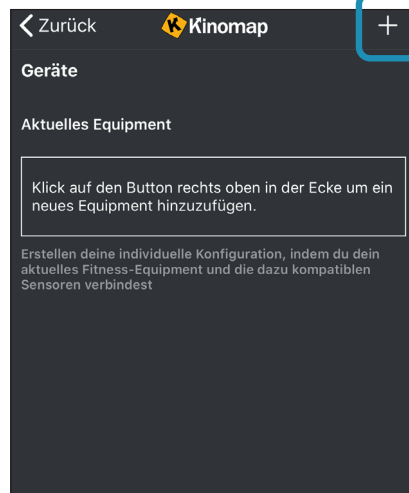 Zurück Kinomap +
Geräte
Aktuelles Equipment
Klick auf den Button rechts oben in der Ecke um ein
neues Equipment hinzuzufügen.
Erstellen deine individuelle Konfiguration, indem du dein
aktuelles Fitness-Equipment und die dazu kompatiblen
Sensoren verbindest